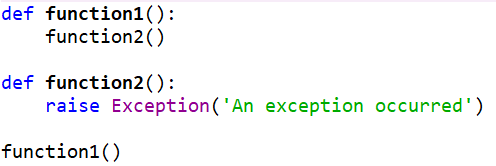 def function1():
    function2()

def function2():
    raise Exception('An exception occurred')

function1()